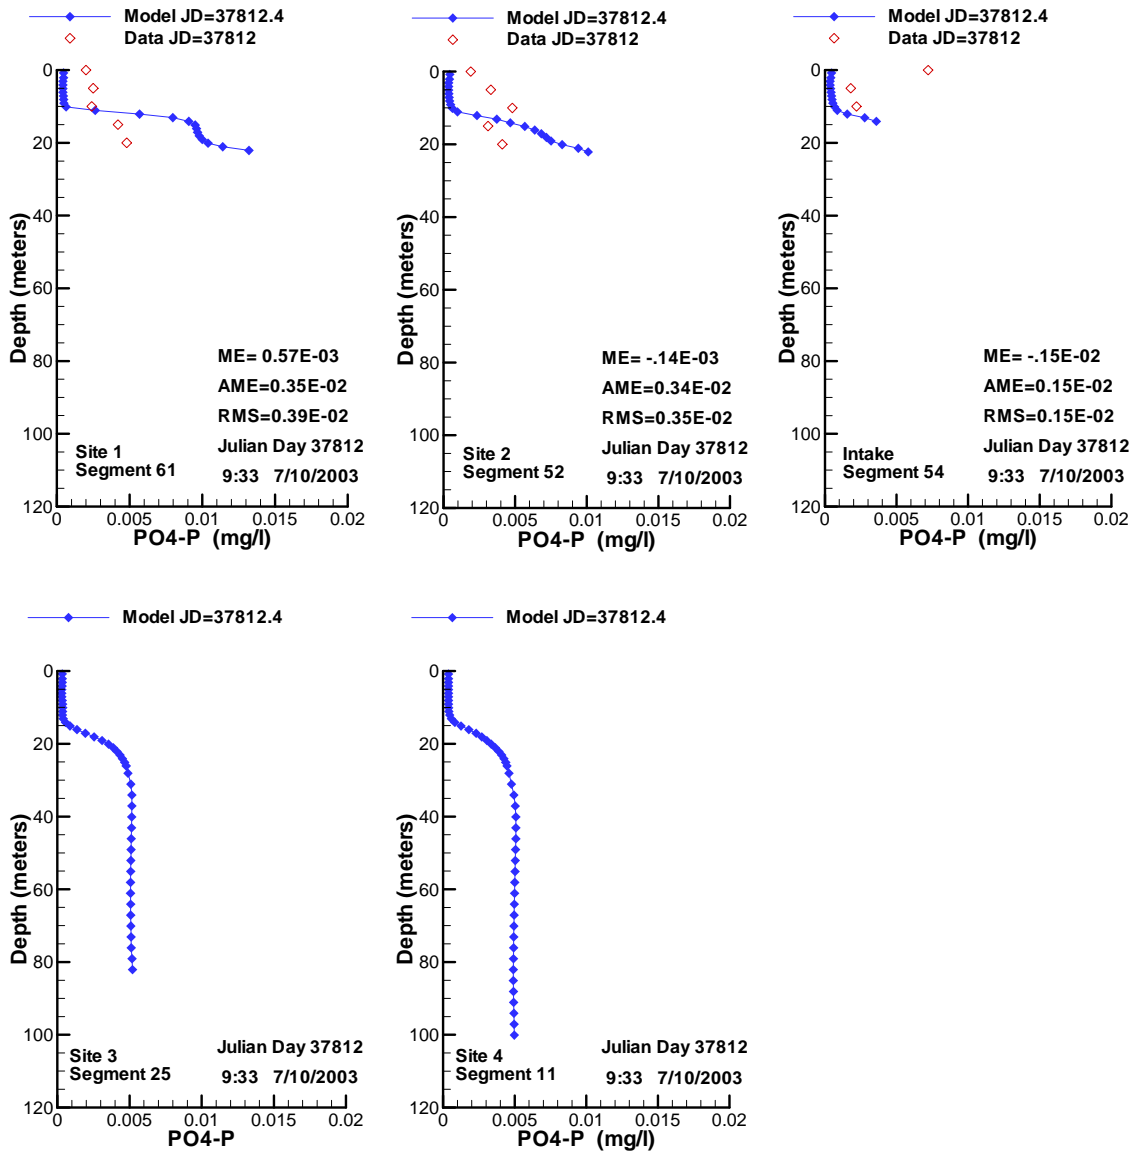 Model JD=37812.4
Data JD=37812
0
20
40
60
80
100
120
Depth (meters)
ME= 0.57E-03
AME=0.35E-02
RMS=0.39E-02
Site 1
Segment 61
Julian Day 37812
9:33 7/10/2003
0 0.005 0.01 0.015 0.02
PO4-P (mg/l)
Model JD=37812.4
Data JD=37812
0
20
40
60
80
100
120
Depth (meters)
ME= -.14E-03
AME=0.34E-02
RMS=0.35E-02
Site 2
Segment 52
Julian Day 37812
9:33 7/10/2003
0 0.005 0.01 0.015 0.02
PO4-P (mg/l)
Model JD=37812.4
Data JD=37812
0
20
40
60
80
100
120
Depth (meters)
ME= -.15E-02
AME=0.15E-02
RMS=0.15E-02
Intake
Segment 54
Julian Day 37812
9:33 7/10/2003
0 0.005 0.01 0.015 0.02
PO4-P (mg/l)
Model JD=37812.4
0
20
40
60
80
100
120
Depth (meters)
Site 3
Segment 25
Julian Day 37812
9:33 7/10/2003
0 0.005 0.01 0.015 0.02
PO4-P
Model JD=37812.4
0
20
40
60
80
100
120
Depth (meters)
Site 4
Segment 11
Julian Day 37812
9:33 7/10/2003
0 0.005 0.01 0.015 0.02
PO4-P (mg/l)